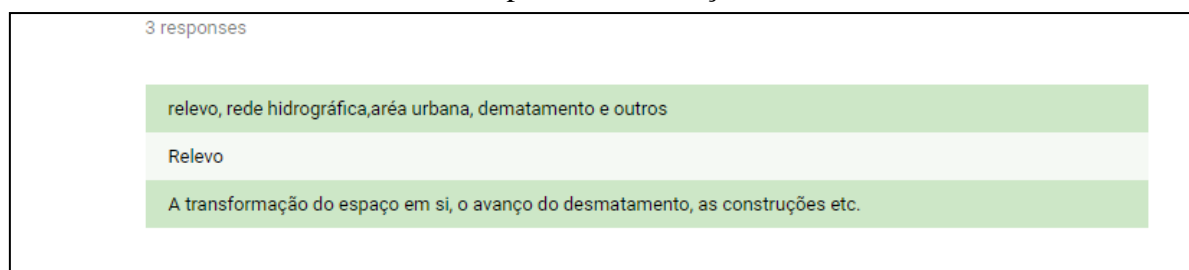 3 responses
relevo, rede hidrográfica,aréa urbana, dematamento e outros
Relevo
A transformação do espaço em si, o avanço do desmatamento, as construções etc.